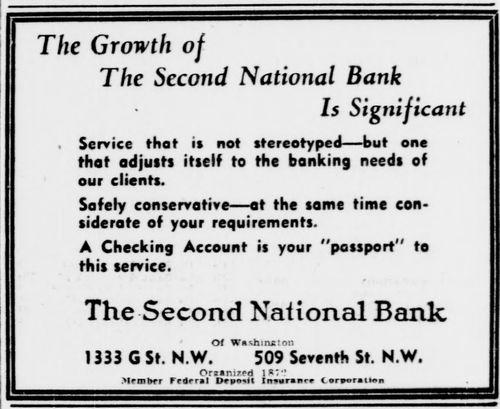 The Growth of
The Second National Bank
Is Significant
Service that is not stereotyped—but one
that adjusts itself to the banking needs of
our clients.
Safely conservative—at the same time con-
siderate of your requirements.
A Checking Account is your "passport" to
this service.
The Second National Bank
Of Washington
1333 G St. N.W. 509 Seventh St. N.W.
Organized 1872
Member Federal Deposit Insurance Corporation